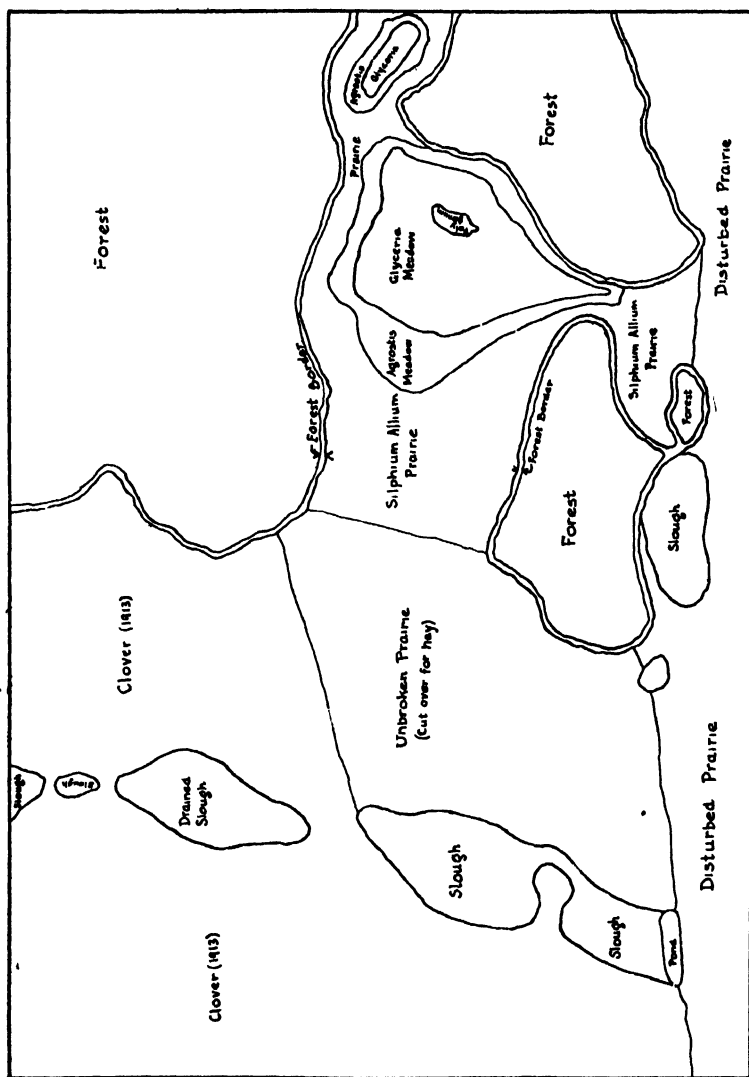 Slough
Slough
Forest
Clover (1913)
Drained
Slough
Clover (1913)
Forest Border
Prairie
Agrostis
Glyceria
Unbroken Prairie
(Cut over for hay)
Silphium Allium
Prairie
Agrostis
Meadow
Glyceria
Meadow
Slough
Forest Border
Forest
Forest
Slough
Silphium Allium
Prairie
Pond
Slough
Forest
Disturbed Prairie
Disturbed Prairie